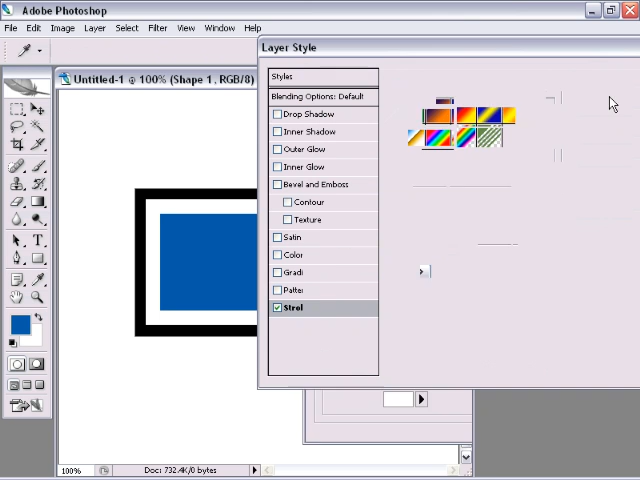 Adobe Photoshop
File Edit Image Layer Select Filter View Window Help
Layer Style
Untitled-1 @ 100% (Shape 1, RGB/8)
Styles
Blending Options: Default
Drop Shadow
Inner Shadow
Outer Glow
Inner Glow
Bevel and Emboss
Contour
Texture
Satin
Color
Gradi
Patte
Strol
T
100%
Doc: 732.4K/0 bytes